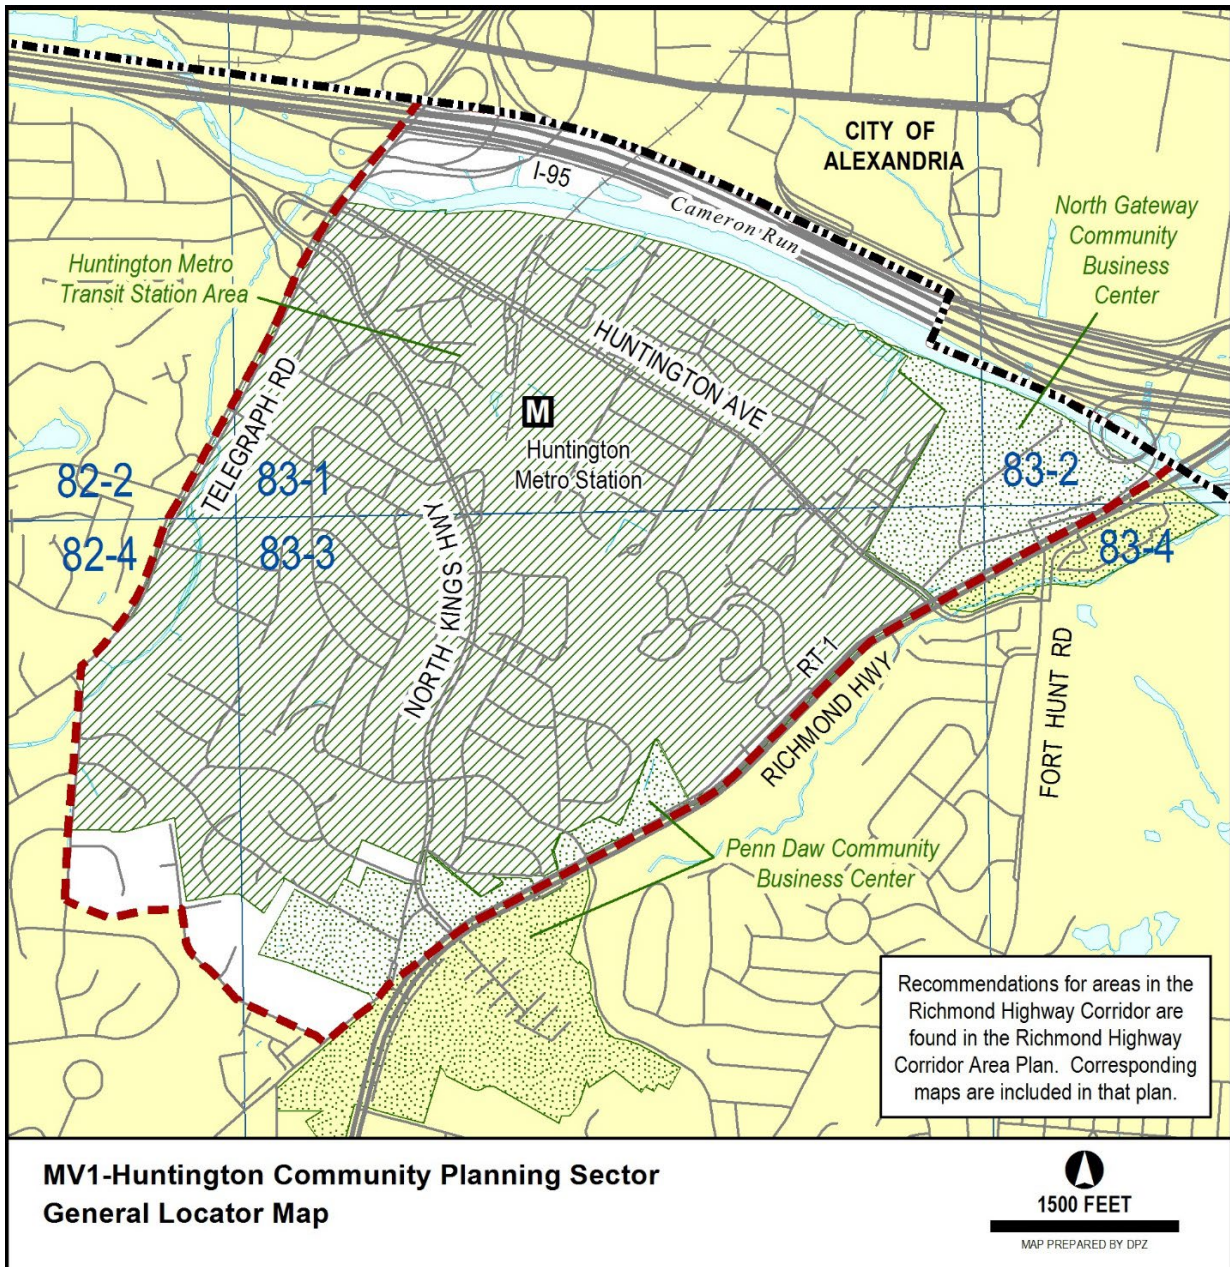 CITY OF
ALEXANDRIA
I-95
Cameron Run
North Gateway
Community
Business
Center
Huntington Metro
Transit Station Area
HUNTINGTON AVE
TELEGRAPH RD
M
Huntington
Metro Station
82-2
83-1
83-2
82-4
83-3
83-4
NORTH KINGS HWY
RT-1
RICHMOND HWY
FORT HUNT RD
Penn Daw Community
Business Center
Recommendations for areas in the
Richmond Highway Corridor are
found in the Richmond Highway
Corridor Area Plan. Corresponding
maps are included in that plan.
MV1-Huntington Community Planning Sector
General Locator Map
1500 FEET
MAP PREPARED BY DPZ